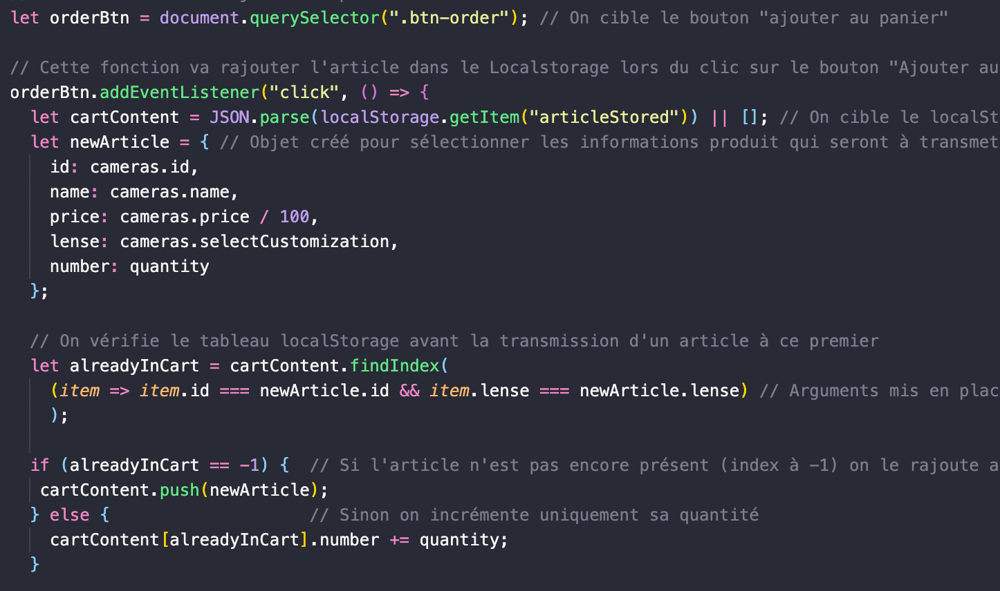 let orderBtn = document.querySelector(".btn-order"); // On cible le bouton "ajouter au panier"
// Cette fonction va rajouter l'article dans le Localstorage lors du clic sur le bouton "Ajouter au
orderBtn.addEventListener("click", () => {
let cartContent = JSON.parse(localStorage.getItem("articleStored")) || []; // On cible le localSt
let newArticle = { // Objet créé pour sélectionner les informations produit qui seront à transmet
id: cameras.id,
name: cameras.name,
price: cameras.price / 100,
lense: cameras.selectCustomization,
number: quantity
};
// On vérifie le tableau localStorage avant la transmission d'un article à ce premier
let alreadyInCart = cartContent.findIndex(
(item => item.id === newArticle.id && item.lense === newArticle.lense) // Arguments mis en plac
);
if (alreadyInCart == -1) {  // Si l'article n'est pas encore présent (index à -1) on le rajoute a
cartContent.push(newArticle);
} else {                    // Sinon on incrémente uniquement sa quantité
cartContent[alreadyInCart].number += quantity;
}